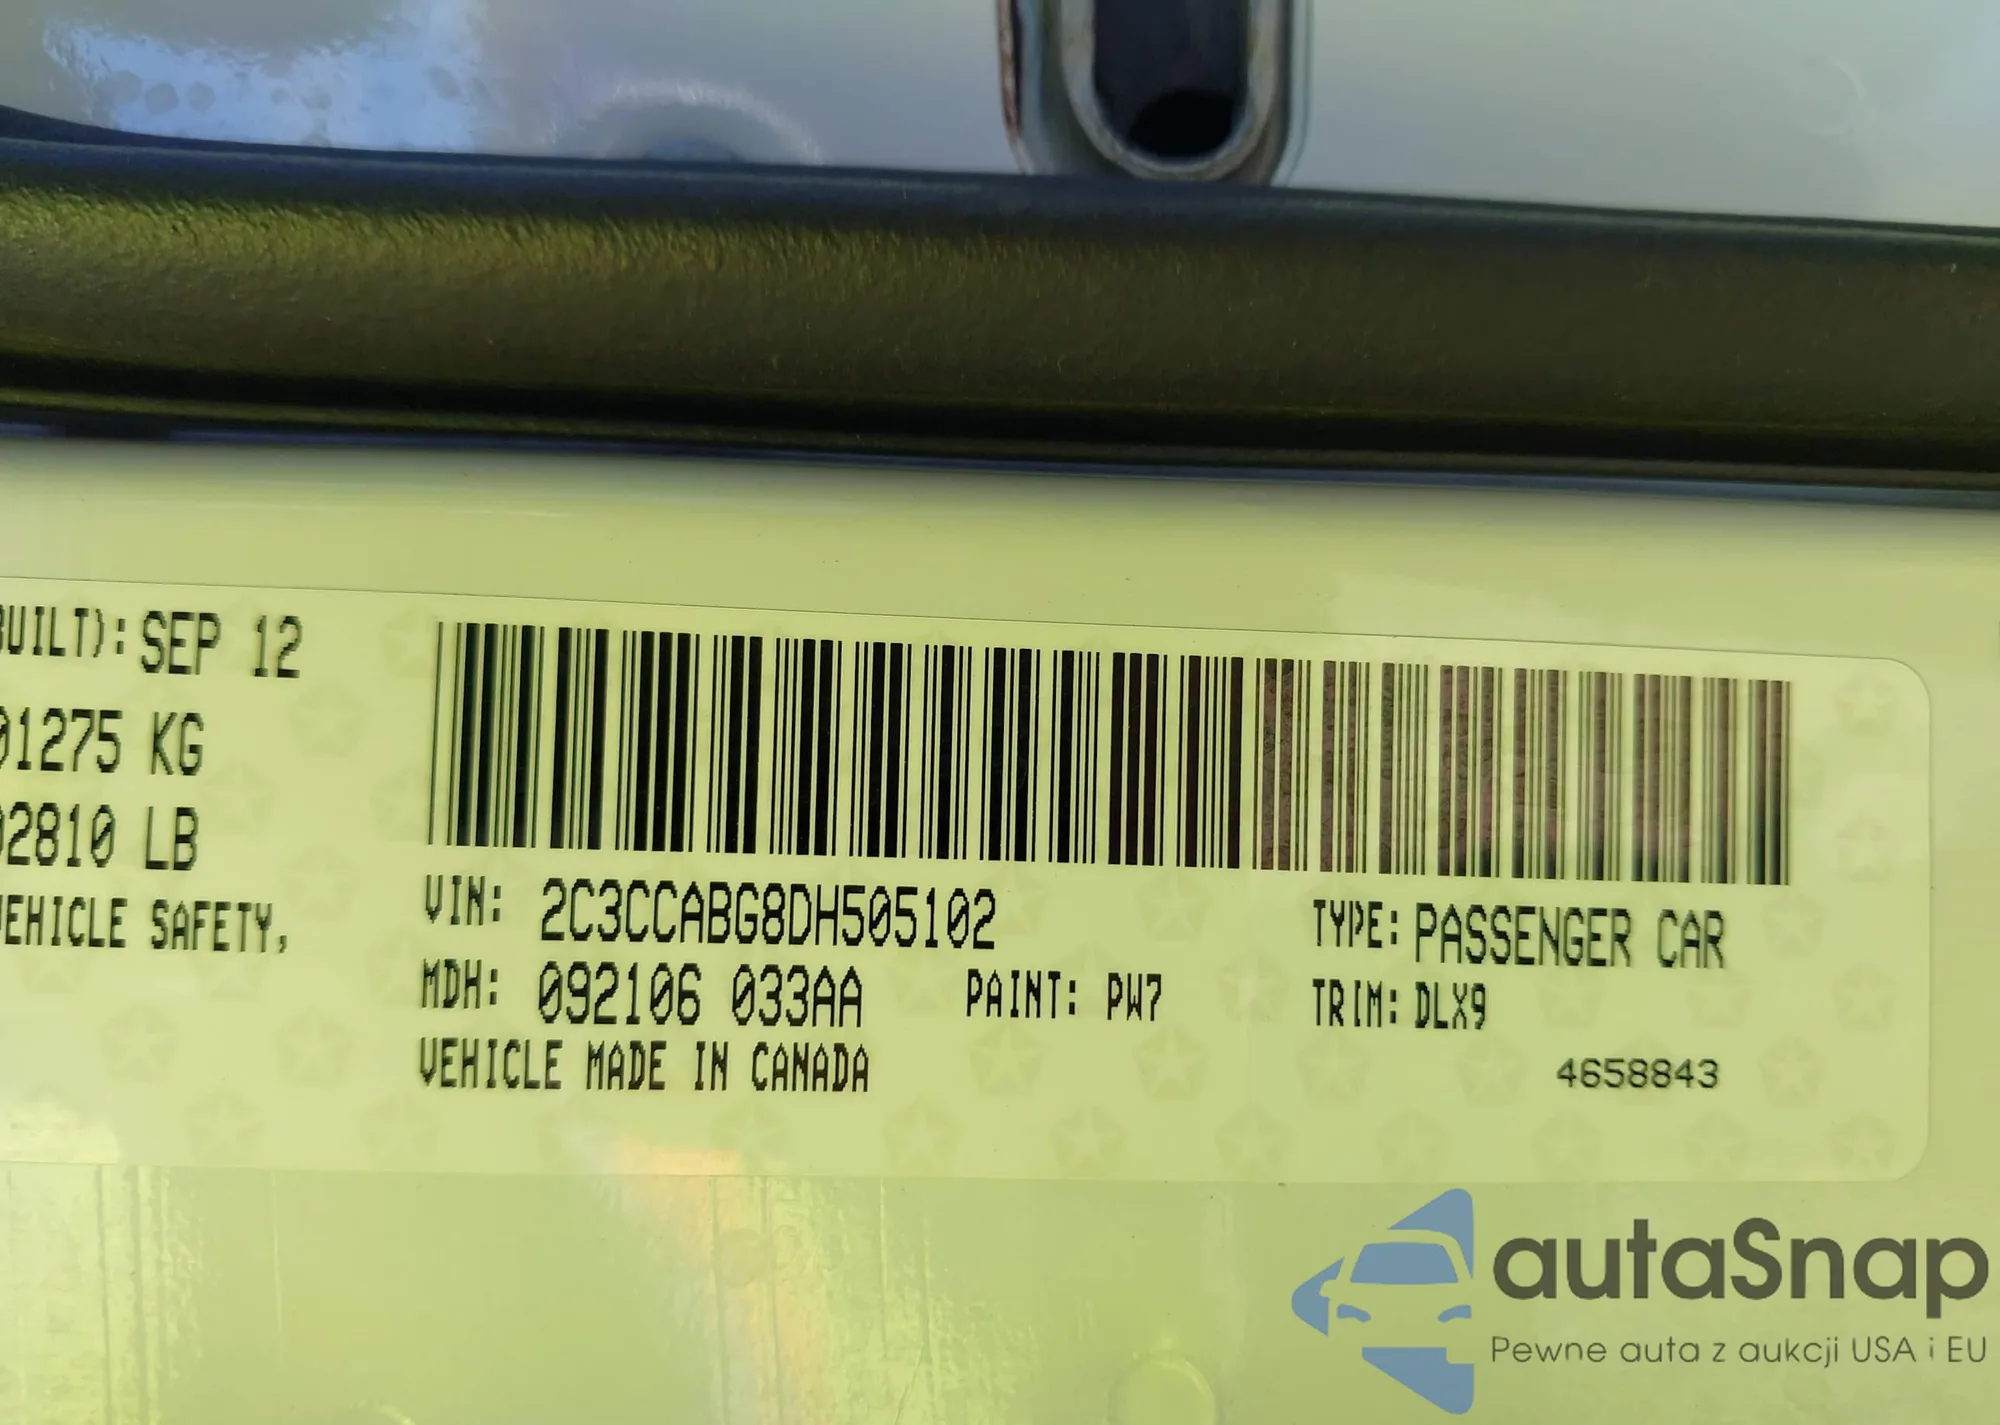 BUILT): SEP 12
01275 KG
02810 LB
VEHICLE SAFETY,
VIN: 2C3CCABG8DH505102
TYPE: PASSENGER CAR
MDH: 092106 033AA
PAINT: PW7
TRIM: DLX9
VEHICLE MADE IN CANADA
4658843
autaSnap
Pewne auta z aukcji USA i EU